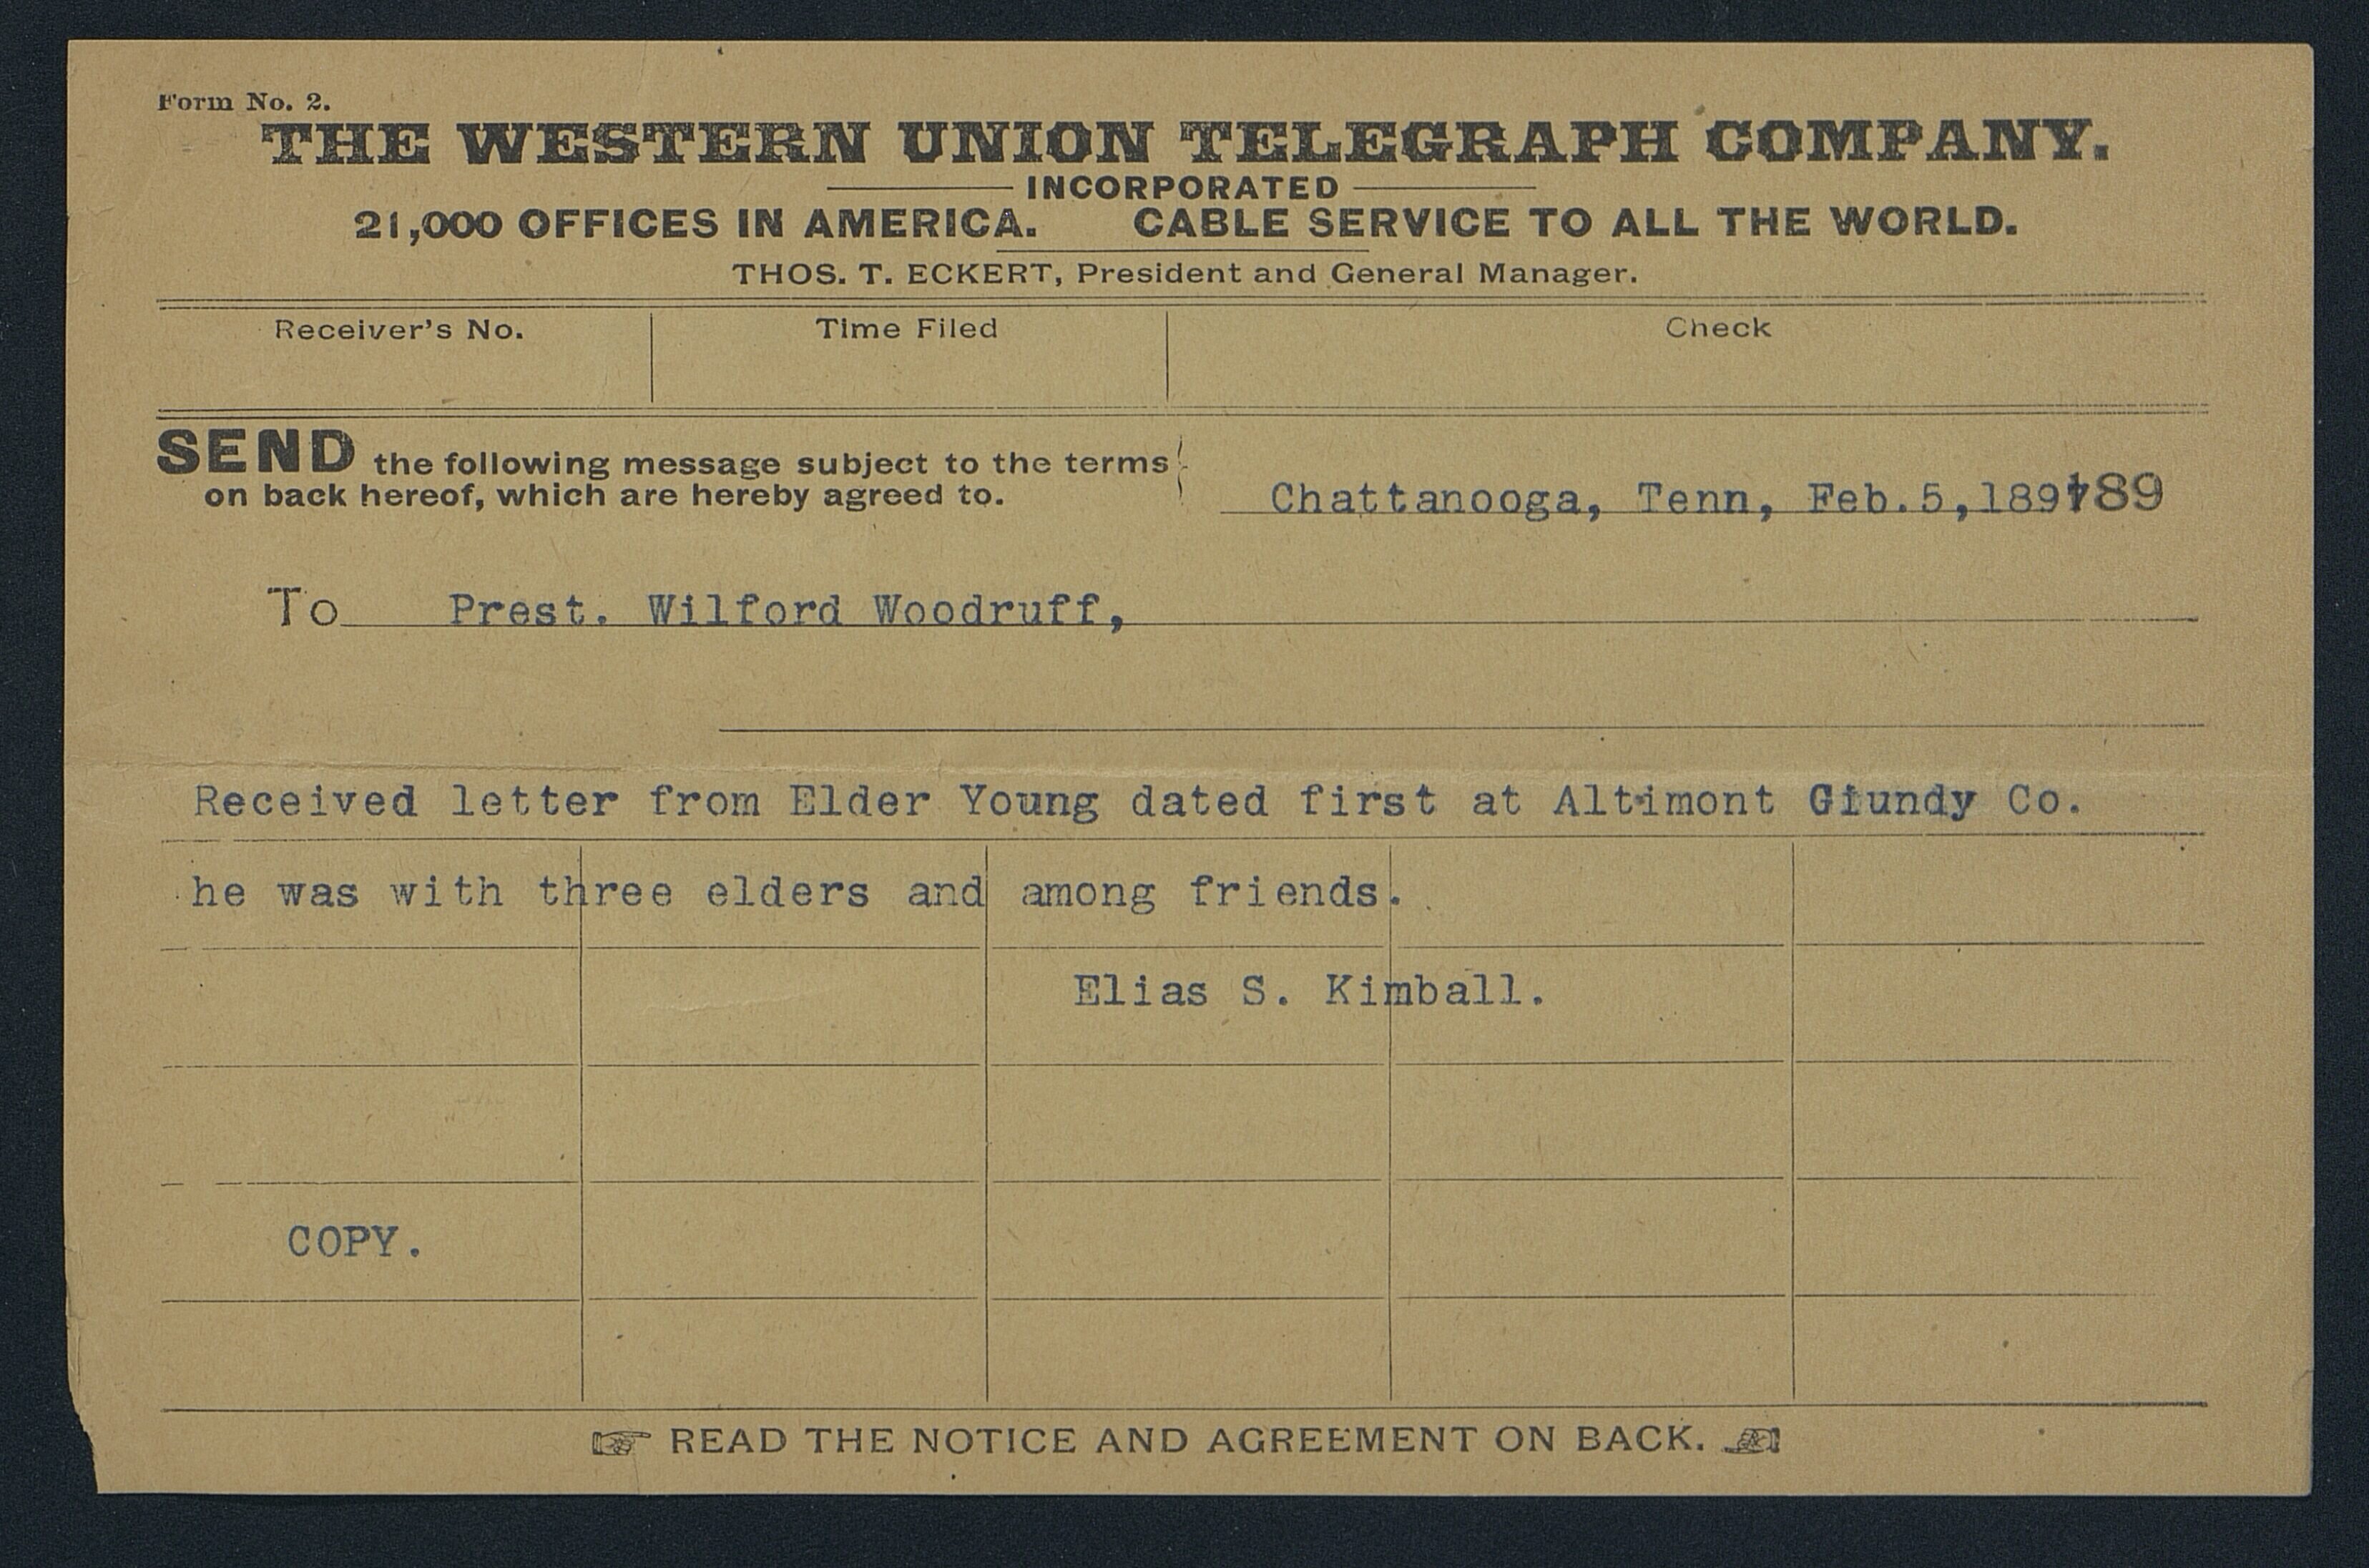 Form No. 2.
THE WESTERN UNION TELEGRAPH COMPANY.
INCORPORATED
21,000 OFFICES IN AMERICA. CABLE SERVICE TO ALL THE WORLD.
THOS. T. ECKERT, President and General Manager.
Receiver's No. Time Filed Check
SEND the following message subject to the terms
on back hereof, which are hereby agreed to.
Chattanooga, Tenn, Feb. 5, 189
To Prest. Wilford Woodruff,
Received letter from Elder Young dated first at Altimont Giundy Co.
he was with three elders and among friends.
Elias S. Kimball.
COPY.
☞ READ THE NOTICE AND AGREEMENT ON BACK. ☜